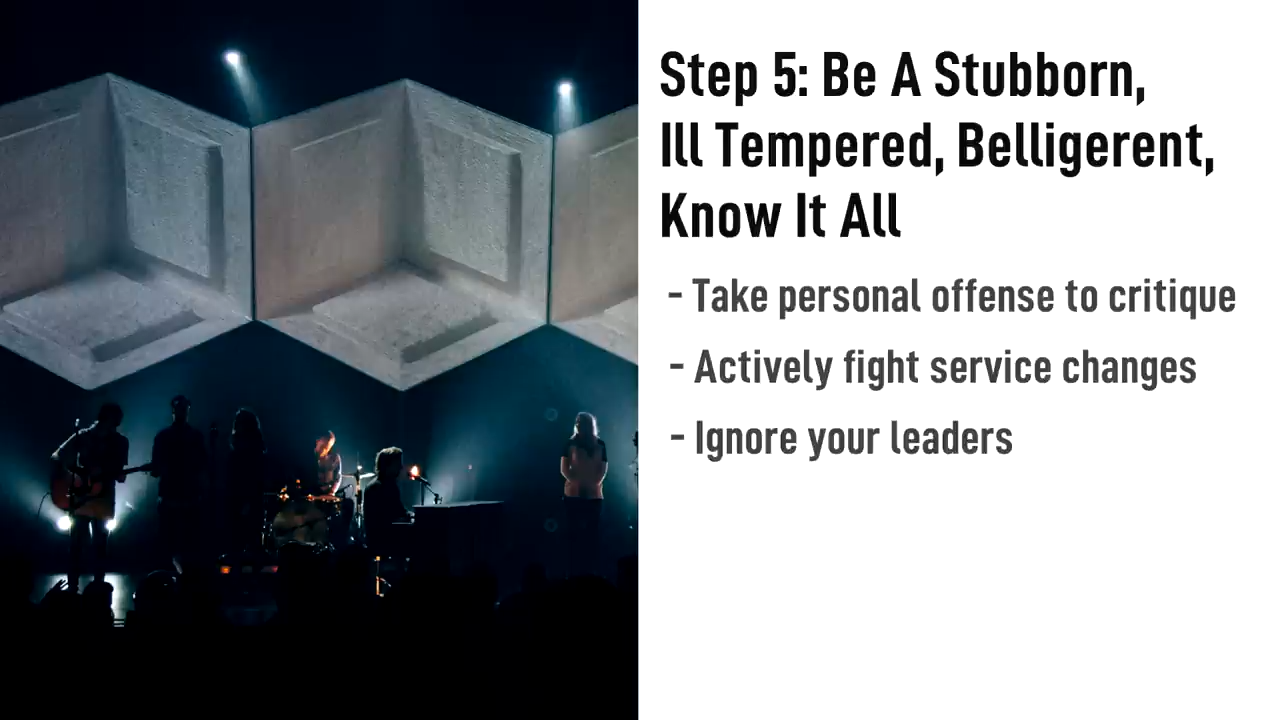 Step 5: Be A Stubborn,
Ill Tempered, Belligerent,
Know It All
- Take personal offense to critique
- Actively fight service changes
- Ignore your leaders